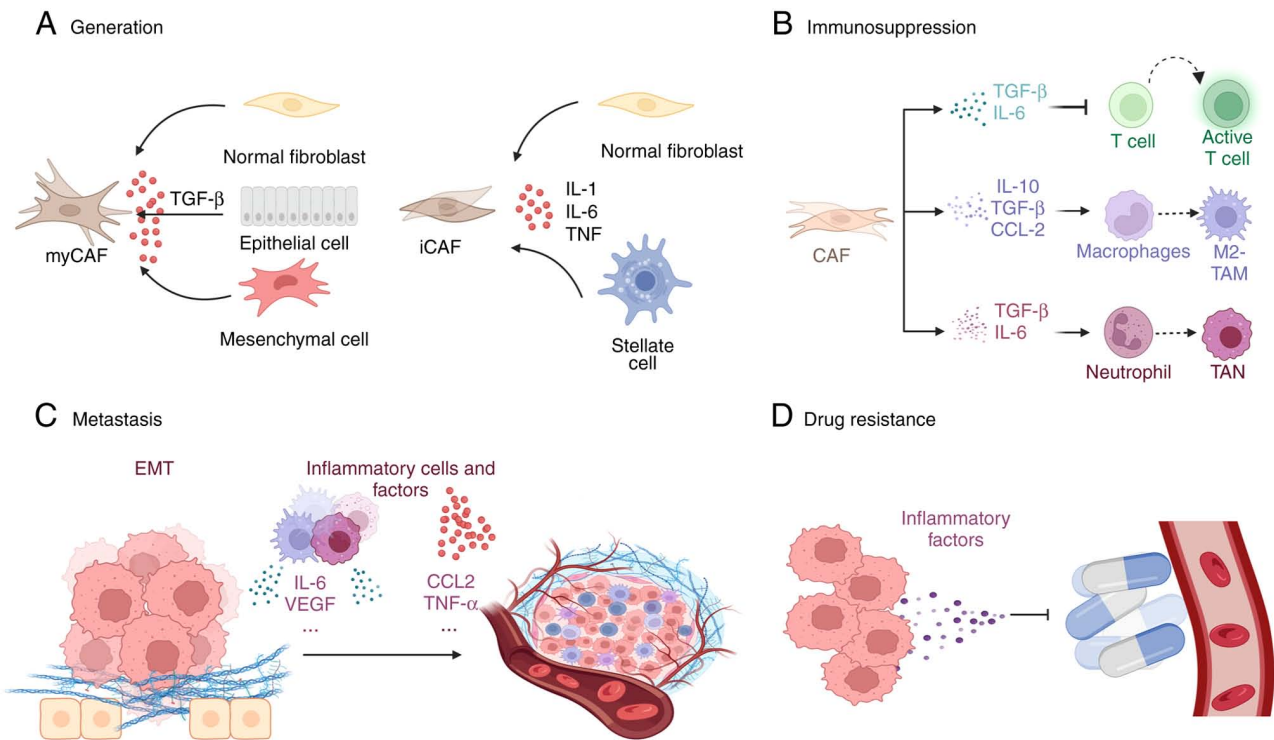 A Generation
Normal fibroblast
TGF-β
Epithelial cell
myCAF
Mesenchymal cell
Normal fibroblast
IL-1
IL-6
TNF
iCAF
Stellate
cell
B Immunosuppression
TGF-β
IL-6
T cell
Active
T cell
IL-10
TGF-β
CCL-2
CAF
Macrophages
M2-
TAM
TGF-β
IL-6
Neutrophil
TAN
C Metastasis
EMT
Inflammatory cells and
factors
IL-6
VEGF
...
CCL2
TNF-α
...
D Drug resistance
Inflammatory
factors